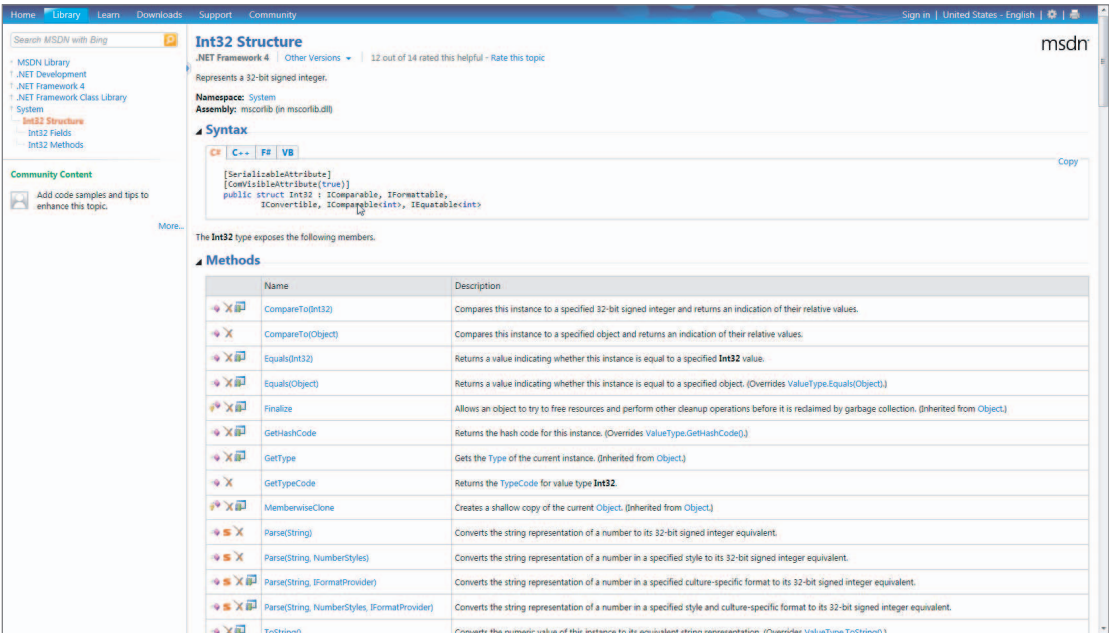 Home Library Learn Downloads Support Community Sign in | United States - English
Search MSDN with Bing
MSDN Library
.NET Development
.NET Framework 4
.NET Framework Class Library
System
Int32 Structure
Int32 Fields
Int32 Methods
Community Content
Add code samples and tips to
enhance this topic.
More...
Int32 Structure
msdn
.NET Framework 4 | Other Versions | 12 out of 14 rated this helpful - Rate this topic
Represents a 32-bit signed integer.
Namespace: System
Assembly: mscorlib (in mscorlib.dll)
Syntax
C# C++ F# VB
Copy
[SerializableAttribute]
[ComVisibleAttribute(true)]
public struct Int32 : IComparable, IFormattable,
IConvertible, IComparable<int>, IEquatable<int>
The Int32 type exposes the following members.
Methods
Name Description
CompareTo(Int32) Compares this instance to a specified 32-bit signed integer and returns an indication of their relative values.
CompareTo(Object) Compares this instance to a specified object and returns an indication of their relative values.
Equals(Int32) Returns a value indicating whether this instance is equal to a specified Int32 value.
Equals(Object) Returns a value indicating whether this instance is equal to a specified object. (Overrides ValueType.Equals(Object).)
Finalize Allows an object to try to free resources and perform other cleanup operations before it is reclaimed by garbage collection. (Inherited from Object.)
GetHashCode Returns the hash code for this instance. (Overrides ValueType.GetHashCode().)
GetType Gets the Type of the current instance. (Inherited from Object.)
GetTypeCode Returns the TypeCode for value type Int32.
MemberwiseClone Creates a shallow copy of the current Object. (Inherited from Object.)
Parse(String) Converts the string representation of a number to its 32-bit signed integer equivalent.
Parse(String, NumberStyles) Converts the string representation of a number in a specified style to its 32-bit signed integer equivalent.
Parse(String, IFormatProvider) Converts the string representation of a number in a specified culture-specific format to its 32-bit signed integer equivalent.
Parse(String, NumberStyles, IFormatProvider) Converts the string representation of a number in a specified style and culture-specific format to its 32-bit signed integer equivalent.
ToString() Converts the numeric value of this instance to its equivalent string representation. (Overrides ValueType.ToString().)